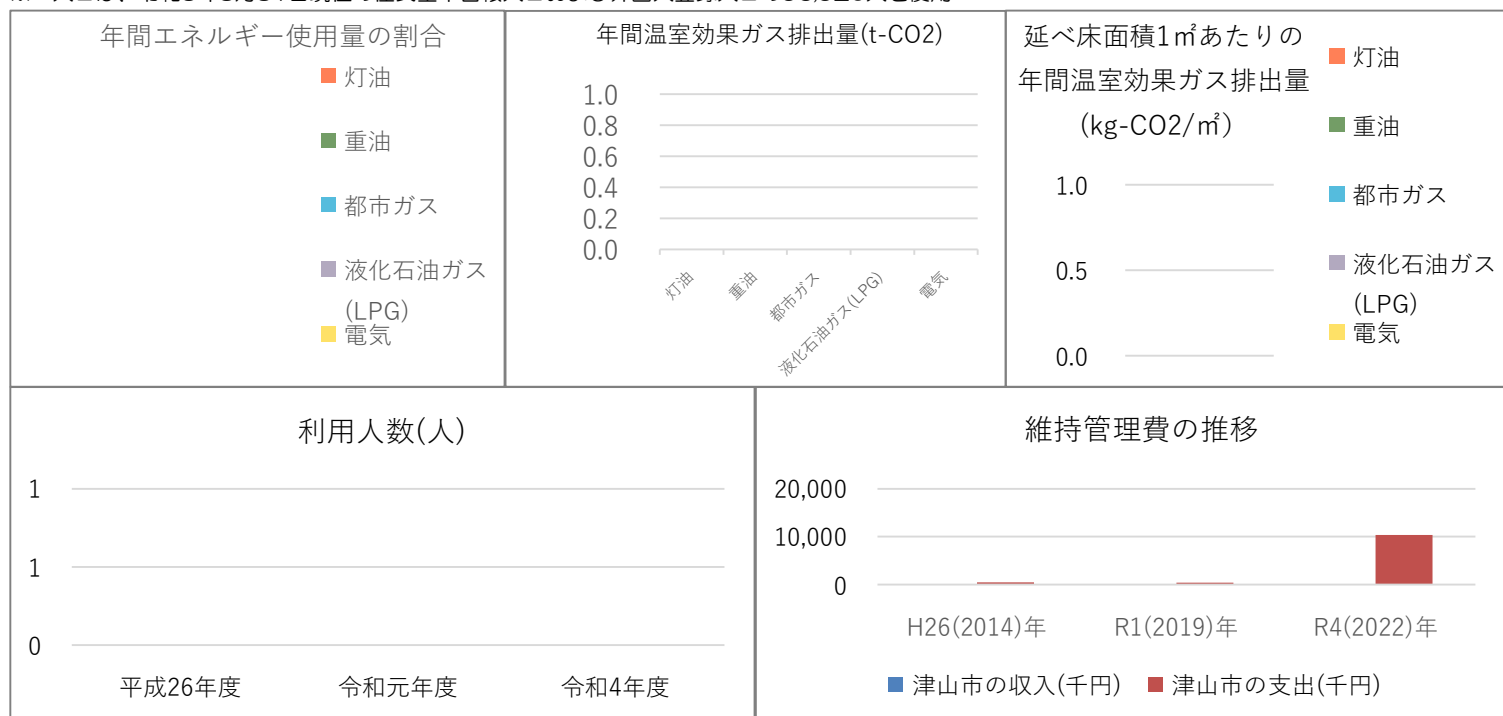 年間エネルギー使用量の割合
灯油
重油
都市ガス
液化石油ガス
(LPG)
電気
年間温室効果ガス排出量(t-CO2)
1.0
0.8
0.6
0.4
0.2
0.0
灯油
重油
都市ガス
液化石油ガス(LPG)
電気
延べ床面積1㎡あたりの
年間温室効果ガス排出量
(kg-CO2/㎡)
1.0
0.5
0.0
灯油
重油
都市ガス
液化石油ガス
(LPG)
電気
利用人数(人)
1
1
0
平成26年度
令和元年度
令和4年度
維持管理費の推移
20,000
10,000
0
H26(2014)年
R1(2019)年
R4(2022)年
津山市の収入(千円)
津山市の支出(千円)